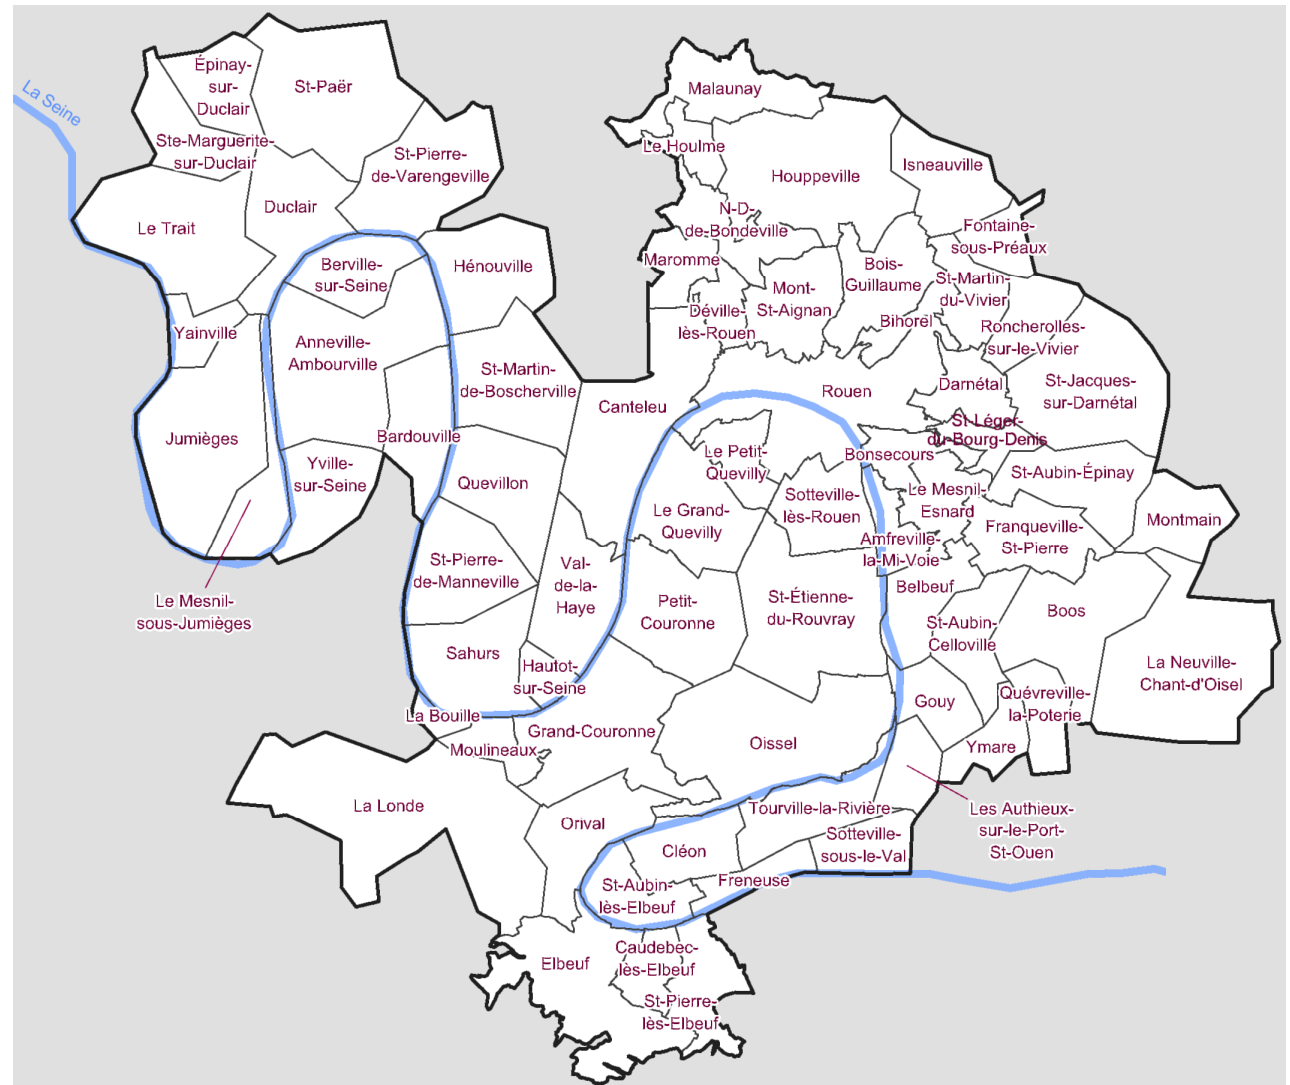 La Seine
Épinay-
sur-
Duclair
St-Paër
Malaunay
Ste-Marguerite-
sur-Duclair
St-Pierre-
de-Varengeville
Le Houlme
Houppeville
Isneauville
Duclair
Le Trait
N-D-
de-Bondeville
Fontaine-
sous-Préaux
Maromme
Berville-
sur-Seine
Hénouville
Bois-
Guillaume
Mont-
St-Aignan
St-Martin-
du-Vivier
Déville-
lès-Rouen
Bihorel
Roncherolles-
sur-le-Vivier
Yainville
Anneville-
Ambourville
St-Martin-
de-Boscherville
Canteleu
Rouen
Darnétal
St-Jacques-
sur-Darnétal
Jumièges
Bardouville
St-Léger-
du-Bourg-Denis
Le Petit-
Quevilly
Bonsecours
Yville-
sur-Seine
Quevillon
St-Aubin-Épinay
Sotteville-
lès-Rouen
Le Mesnil-
Esnard
Le Grand-
Quevilly
Franqueville-
St-Pierre
Montmain
Amfreville-
la-Mi-Voie
St-Pierre-
de-Manneville
Val-
de-la-
Haye
Belbeuf
Le Mesnil-
sous-Jumièges
Petit-
Couronne
St-Étienne-
du-Rouvray
Boos
St-Aubin-
Celloville
Sahurs
Hautot-
sur-Seine
La Neuville-
Chant-d'Oisel
Quévreville-
la-Poterie
Gouy
La Bouille
Grand-Couronne
Moulineaux
Oissel
Ymare
La Londe
Tourville-la-Rivière
Les Authieux-
sur-le-Port-
St-Ouen
Orival
Sotteville-
sous-le-Val
Cléon
Freneuse
St-Aubin-
lès-Elbeuf
Elbeuf
Caudebec-
lès-Elbeuf
St-Pierre-
lès-Elbeuf